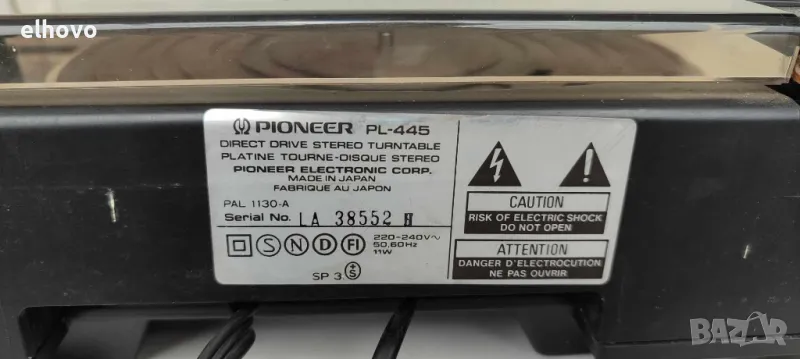 elhovo
PIONEER PL-445
DIRECT DRIVE STEREO TURNTABLE
PLATINE TOURNE-DISQUE STEREO
PIONEER ELECTRONIC CORP.
MADE IN JAPAN
FABRIQUE AU JAPON
PAL 1130-A
Serial No. LA 38552 H
S N D FI
220-240V~
50,60Hz
11W
SP 3.
S
CAUTION
RISK OF ELECTRIC SHOCK
DO NOT OPEN
ATTENTION
DANGER D'ELECTROCUTION
NE PAS OUVRIR
BAZAR